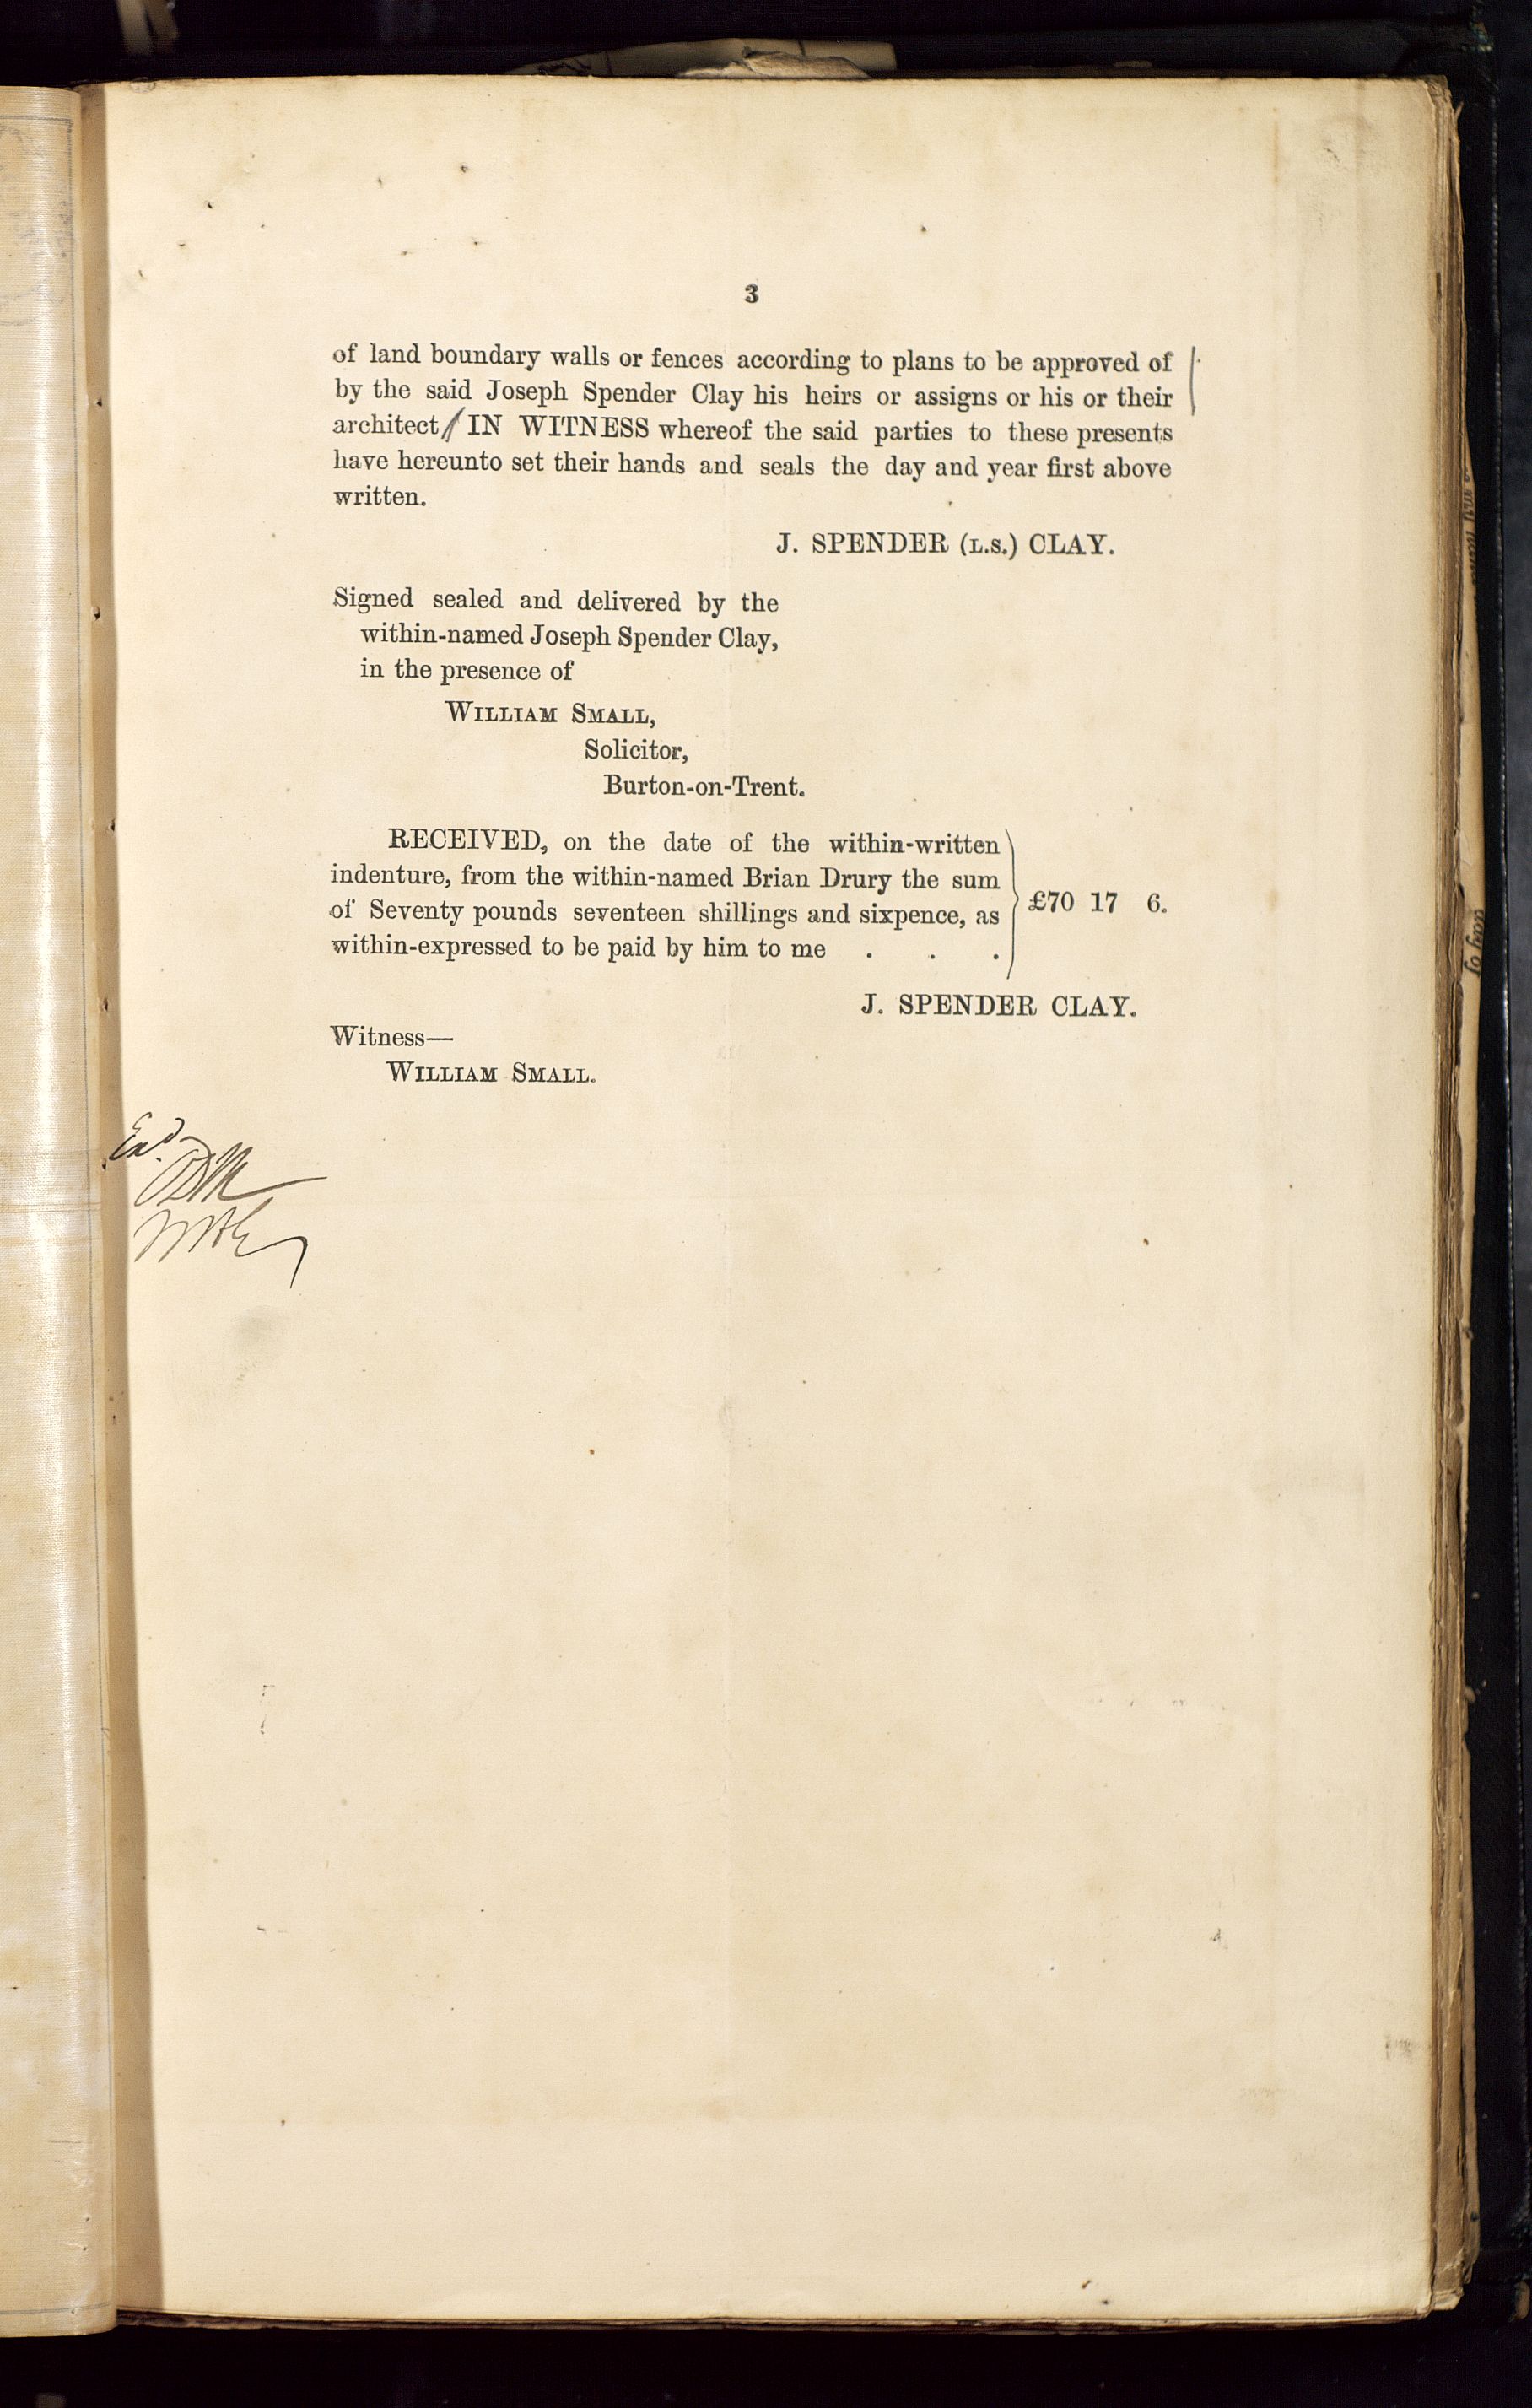 3
of land boundary walls or fences according to plans to be approved of
by the said Joseph Spender Clay his heirs or assigns or his or their
architect / IN WITNESS whereof the said parties to these presents
have hereunto set their hands and seals the day and year first above
written.
J. SPENDER (L.S.) CLAY.
Signed sealed and delivered by the
within-named Joseph Spender Clay,
in the presence of
WILLIAM SMALL,
Solicitor,
Burton-on-Trent.
RECEIVED, on the date of the within-written
indenture, from the within-named Brian Drury the sum
of Seventy pounds seventeen shillings and sixpence, as
within-expressed to be paid by him to me . . .
£70 17 6.
J. SPENDER CLAY.
Witness—
WILLIAM SMALL.
Exd.